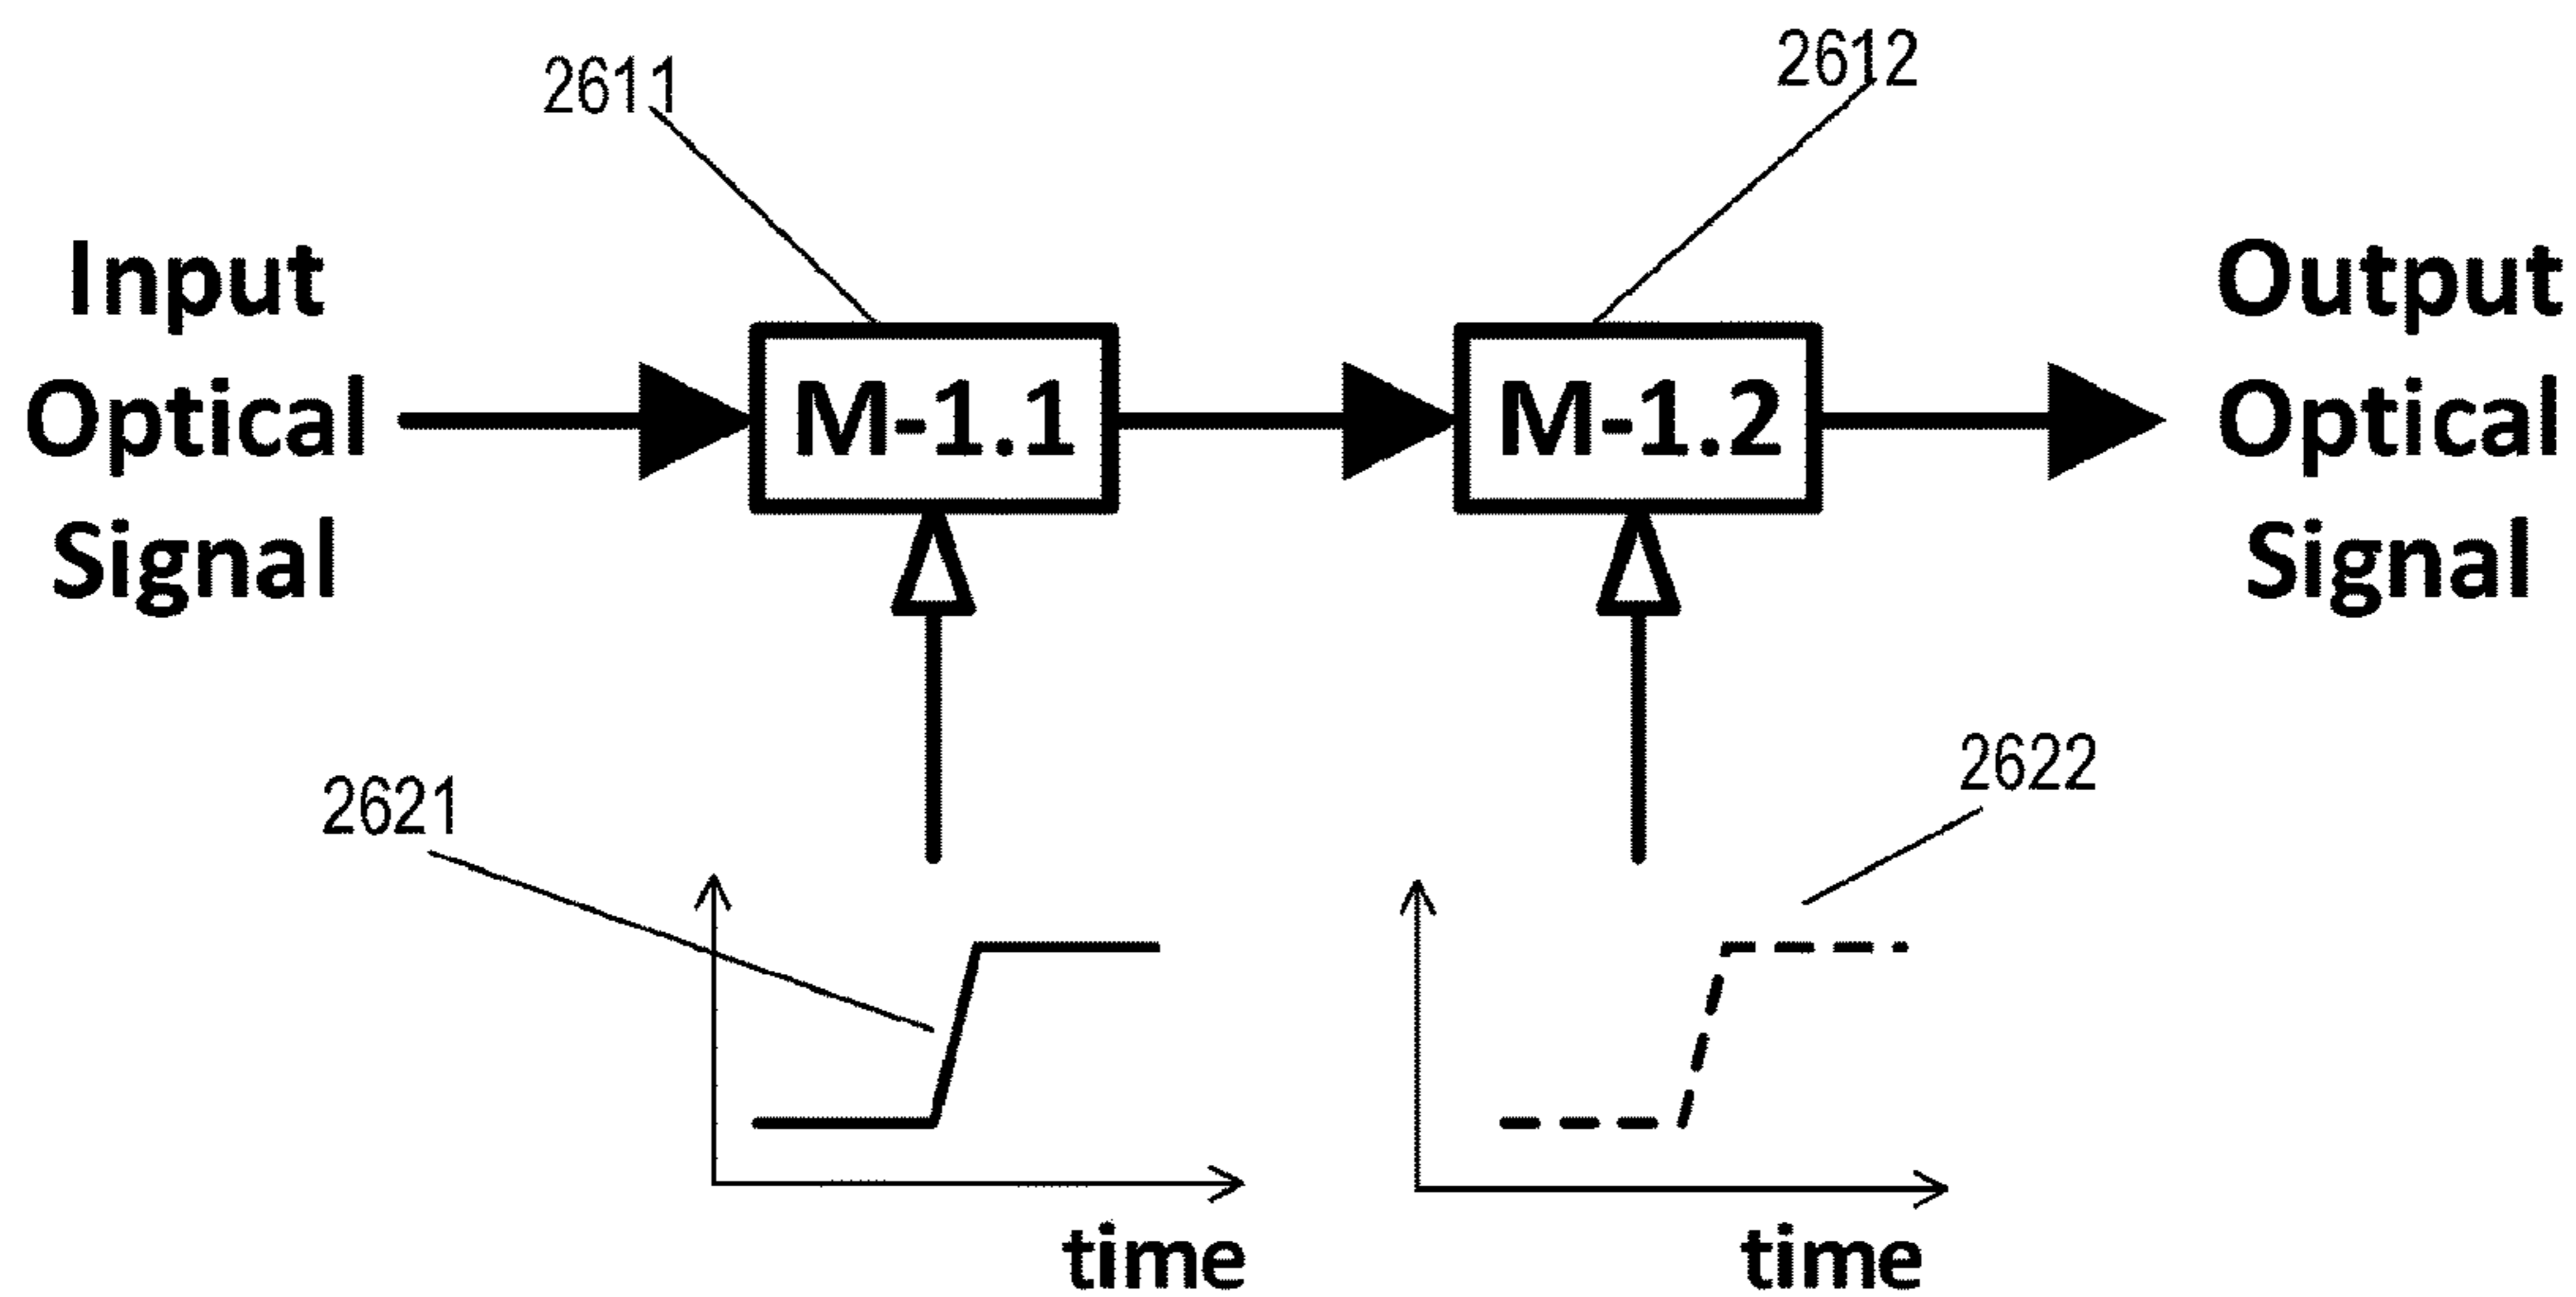 2611
2612
Input
Optical
Signal
M-1.1
M-1.2
Output
Optical
Signal
2621
2622
time
time